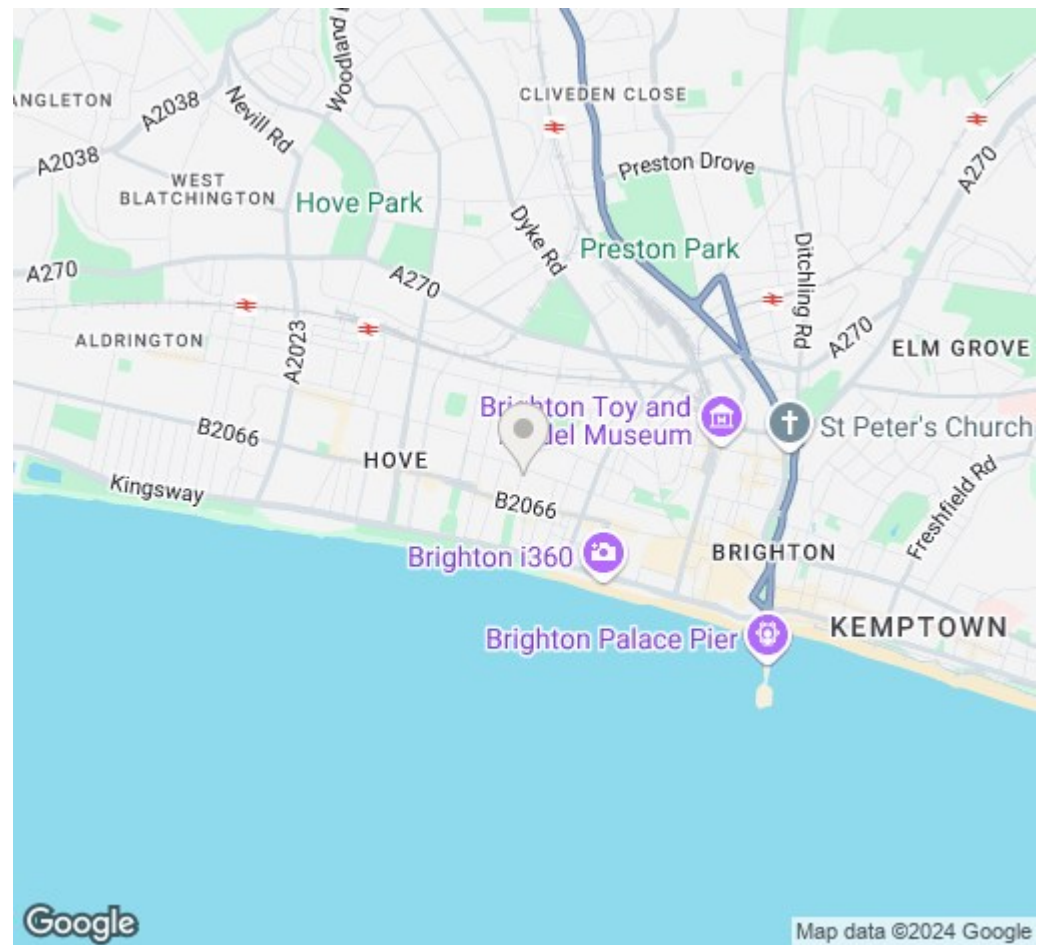 Woodland
CLIVEDEN CLOSE
ANGLETON
A2038
Nevill Rd
A2038
A270
Preston Drove
WEST
BLATCHINGTON
Hove Park
Dyke Rd
Preston Park
Ditchling Rd
A270
A270
A270
ALDRINGTON
A2023
ELM GROVE
Brighton Toy and
Museum
St Peter's Church
B2066
HOVE
Kingsway
B2066
Freshfield Rd
Brighton i360
BRIGHTON
KEMPTOWN
Brighton Palace Pier
Google
Map data ©2024 Google